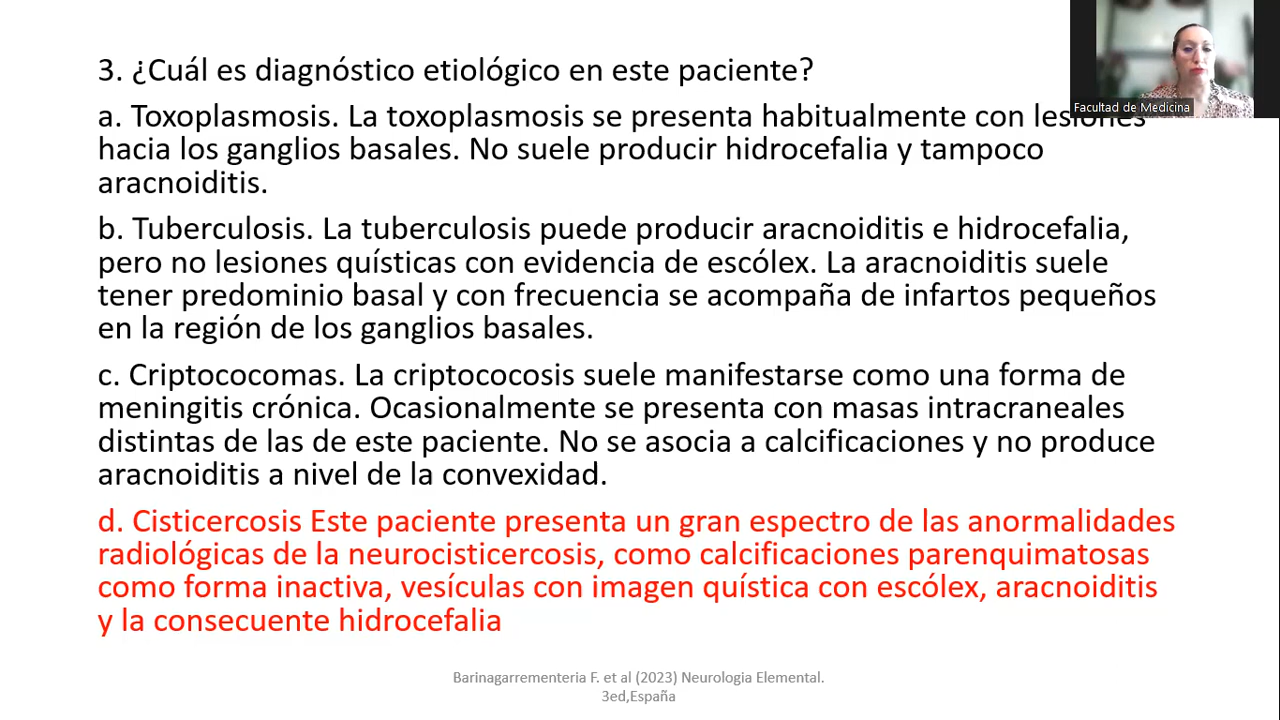 3. ¿Cuál es diagnóstico etiológico en este paciente?
a. Toxoplasmosis. La toxoplasmosis se presenta habitualmente con lesiones
hacia los ganglios basales. No suele producir hidrocefalia y tampoco
aracnoiditis.
b. Tuberculosis. La tuberculosis puede producir aracnoiditis e hidrocefalia,
pero no lesiones quísticas con evidencia de escólex. La aracnoiditis suele
tener predominio basal y con frecuencia se acompaña de infartos pequeños
en la región de los ganglios basales.
c. Criptococomas. La criptococosis suele manifestarse como una forma de
meningitis crónica. Ocasionalmente se presenta con masas intracraneales
distintas de las de este paciente. No se asocia a calcificaciones y no produce
aracnoiditis a nivel de la convexidad.
d. Cisticercosis Este paciente presenta un gran espectro de las anormalidades
radiológicas de la neurocisticercosis, como calcificaciones parenquimatosas
como forma inactiva, vesículas con imagen quística con escólex, aracnoiditis
y la consecuente hidrocefalia
Barinagarrementeria F. et al (2023) Neurologia Elemental.
3ed,España
Facultad de Medicina